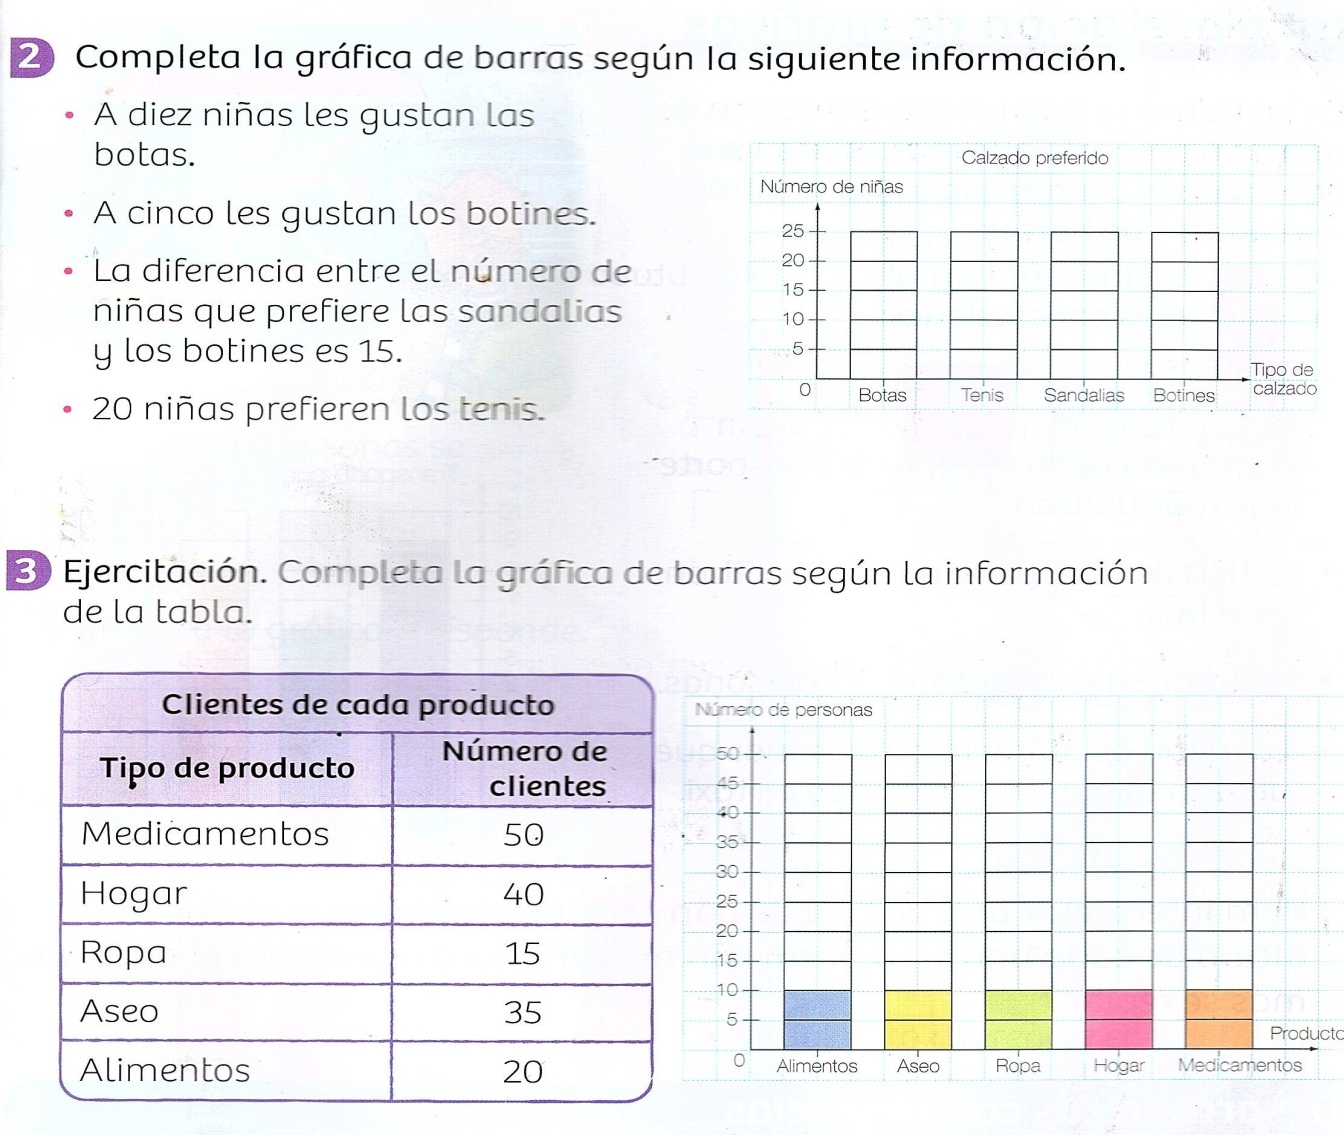 2 Completa la gráfica de barras según la siguiente información.
• A diez niñas les gustan las
botas.
• A cinco les gustan los botines.
• La diferencia entre el número de
niñas que prefiere las sandalias
y los botines es 15.
• 20 niñas prefieren los tenis.
Calzado preferido
Número de niñas
25
20
15
10
5
0
Botas Tenis Sandalias Botines
Tipo de
calzado
3 Ejercitación. Completa la gráfica de barras según la información
de la tabla.
Clientes de cada producto
Tipo de producto Número de
clientes
Medicamentos 50
Hogar 40
Ropa 15
Aseo 35
Alimentos 20
Número de personas
50
45
40
35
30
25
20
15
10
5
0
Alimentos Aseo Ropa Hogar Medicamentos
Producto